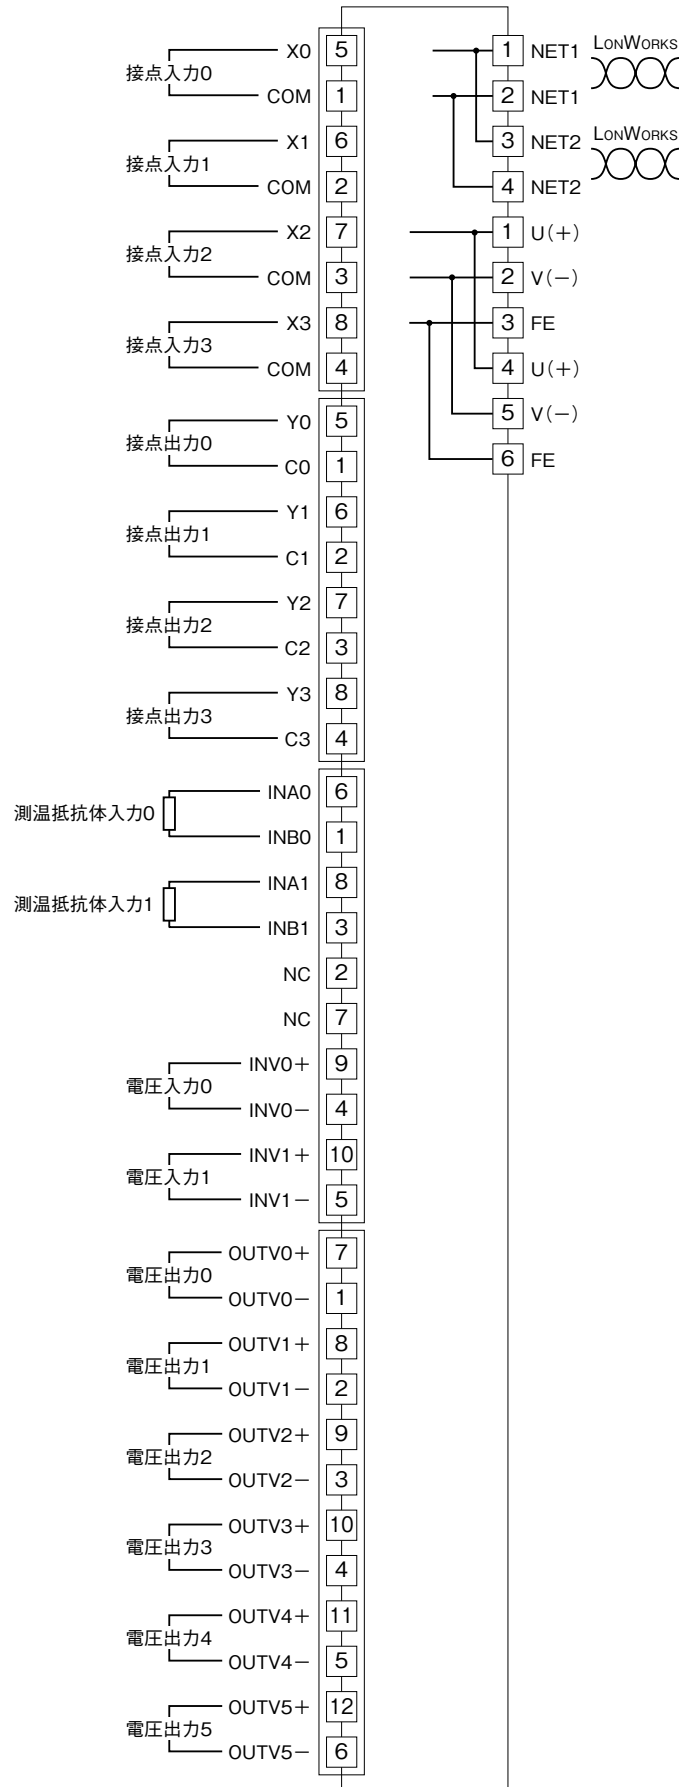 接点入力0
X0 5
COM 1
接点入力1
X1 6
COM 2
接点入力2
X2 7
COM 3
接点入力3
X3 8
COM 4
接点出力0
Y0 5
C0 1
接点出力1
Y1 6
C1 2
接点出力2
Y2 7
C2 3
接点出力3
Y3 8
C3 4
測温抵抗体入力0
INA0 6
INB0 1
測温抵抗体入力1
INA1 8
INB1 3
NC 2
NC 7
電圧入力0
INV0+ 9
INV0− 4
電圧入力1
INV1+ 10
INV1− 5
電圧出力0
OUTV0+ 7
OUTV0− 1
電圧出力1
OUTV1+ 8
OUTV1− 2
電圧出力2
OUTV2+ 9
OUTV2− 3
電圧出力3
OUTV3+ 10
OUTV3− 4
電圧出力4
OUTV4+ 11
OUTV4− 5
電圧出力5
OUTV5+ 12
OUTV5− 6
1 NET1 LONWORKS
2 NET1
3 NET2 LONWORKS
4 NET2
1 U(+)
2 V(−)
3 FE
4 U(+)
5 V(−)
6 FE